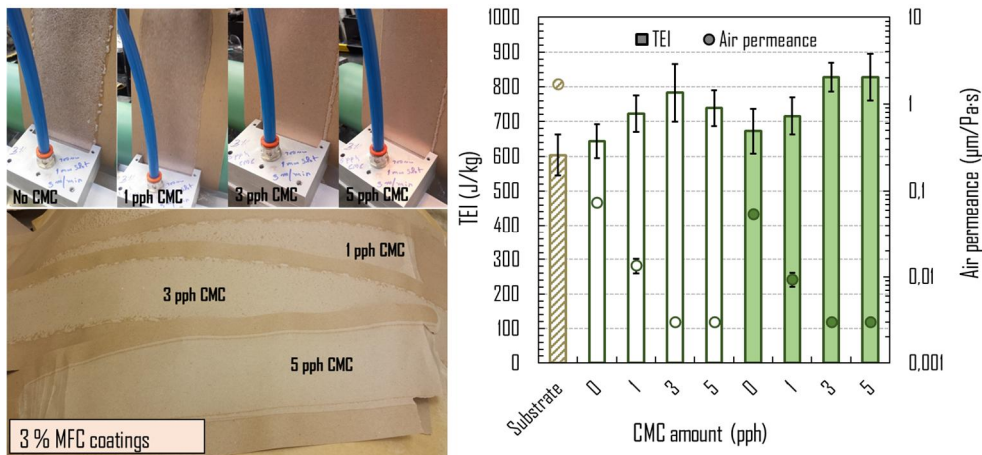 No CMC
1 pph CMC
3 pph CMC
5 pph CMC
1 pph CMC
3 pph CMC
5 pph CMC
3 % MFC coatings
TEI
Air permeance
TEI (J/kg)
1000
900
800
700
600
500
400
300
200
100
0
Air permeance (µm/Pa·s)
10
1
0,1
0,01
0,001
Substrate
0
1
3
5
0
1
3
5
CMC amount (pph)